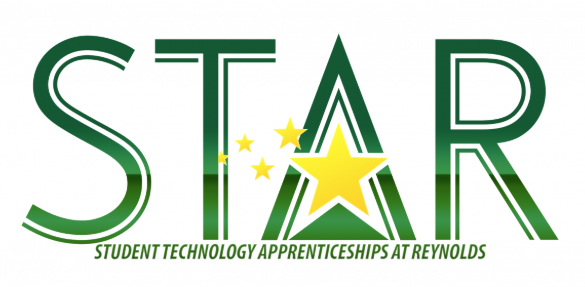 STAR
STUDENT TECHNOLOGY APPRENTICESHIPS AT REYNOLDS